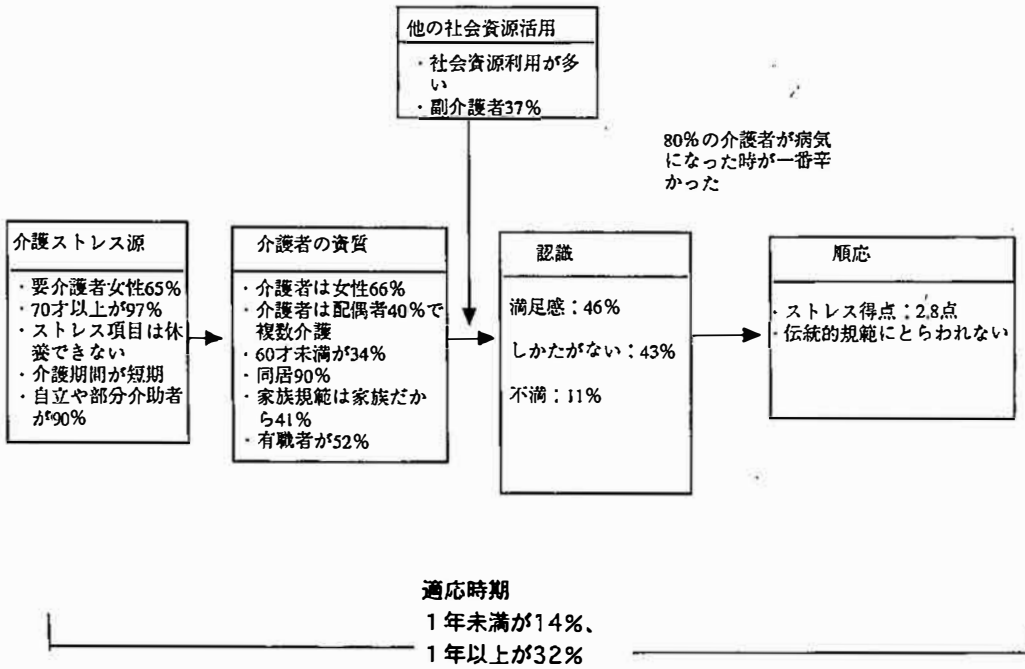 他の社会資源活用
・社会資源利用が多
い
・副介護者37%
80%の介護者が病気
になった時が一番辛
かった
介護ストレス源
・要介護者女性65%
・70才以上が97%
・ストレス項目は休
養できない
・介護期間が短期
・自立や部分介助者
が90%
介護者の資質
・介護者は女性66%
・介護者は配偶者40%で
複数介護
・60才未満が34%
・同居90%
・家族規範は家族だか
ら41%
・有職者が52%
認識
満足感：46%
しかたがない：43%
不満：11%
順応
・ストレス得点：2.8点
・伝統的規範にとらわれない
適応時期
1年未満が14%、
1年以上が32%